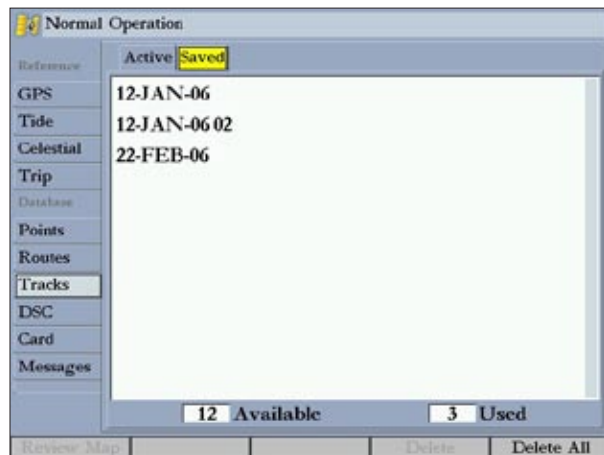 Normal Operation
Reference
GPS
Tide
Celestial
Trip
Database
Points
Routes
Tracks
DSC
Card
Messages
Active Saved
12-JAN-06
12-JAN-06 02
22-FEB-06
12 Available 3 Used
Review Map Delete Delete All